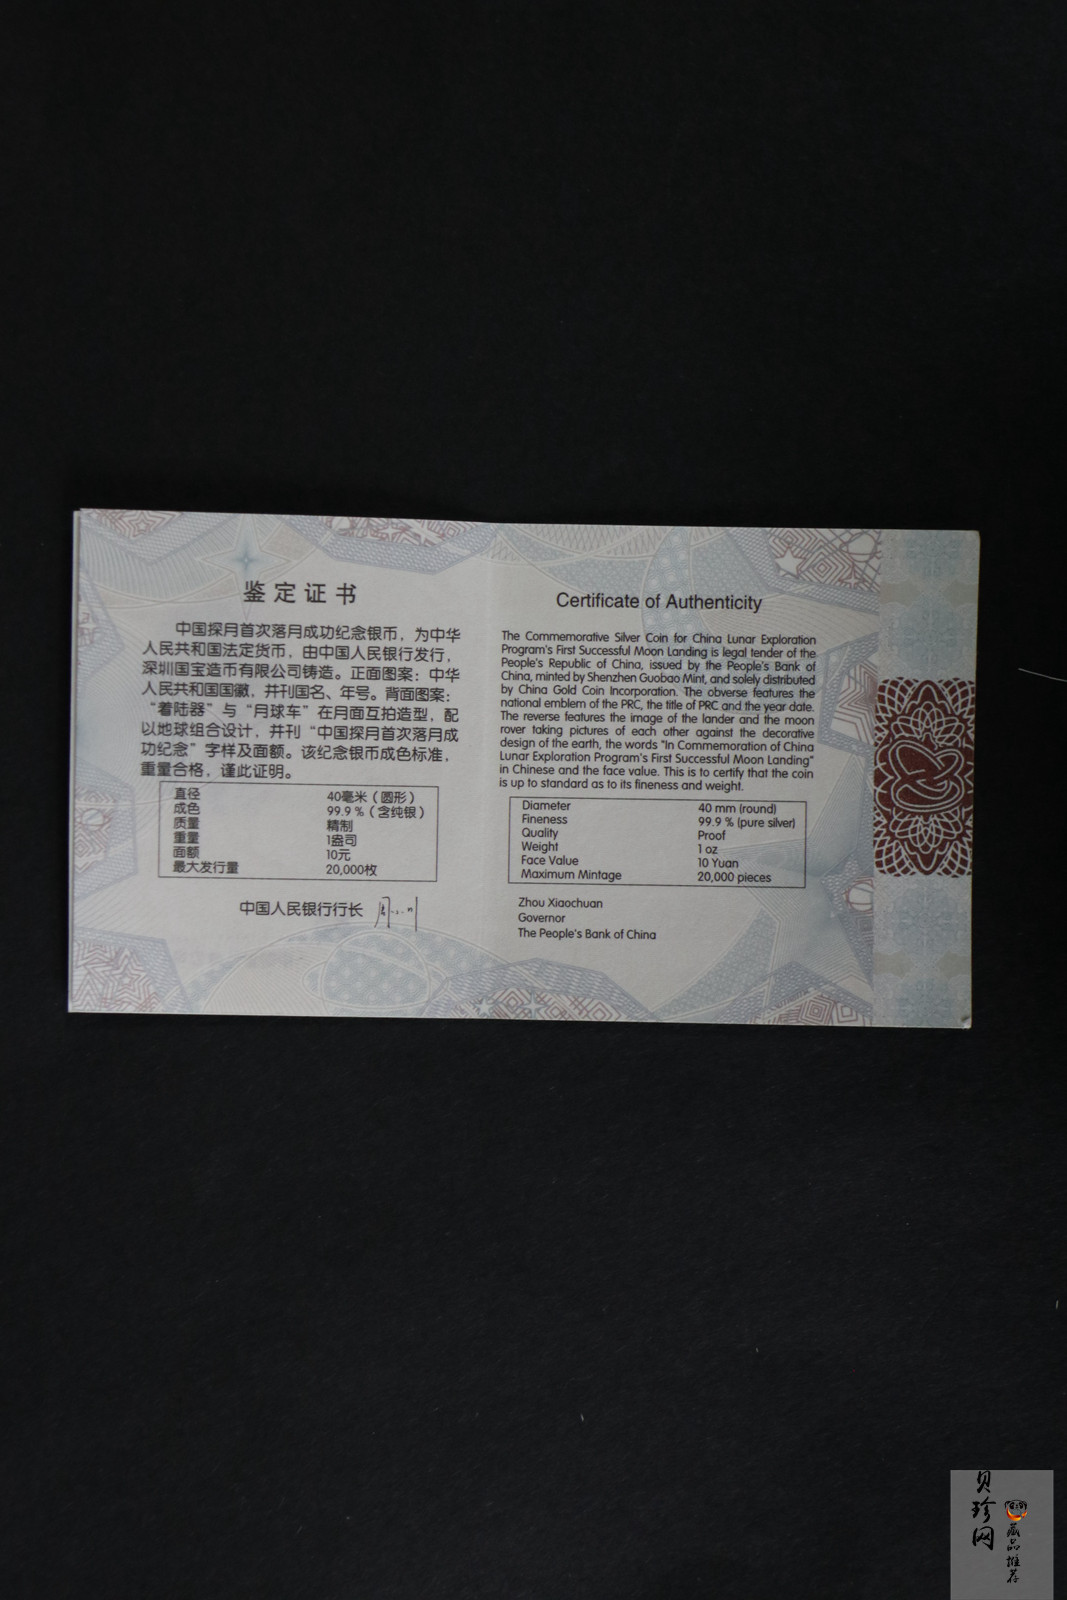 鉴定证书
中国探月首次落月成功纪念银币，为中华
人民共和国法定货币，由中国人民银行发行，
深圳国宝造币有限公司铸造。正面图案：中华
人民共和国国徽，并刊国名、年号。背面图案：
“着陆器”与“月球车”在月面互拍造型，配
以地球组合设计，并刊“中国探月首次落月成
功纪念”字样及面额。该纪念银币成色标准，
重量合格，谨此证明。
直径 40毫米（圆形）
成色 99.9％（含纯银）
质量 精制
重量 1盎司
面额 10元
最大发行量 20,000枚
中国人民银行行长
Certificate of Authenticity
The Commemorative Silver Coin for China Lunar Exploration
Program's First Successful Moon Landing is legal tender of the
People's Republic of China, issued by the People's Bank of
China, minted by Shenzhen Guobao Mint, and solely distributed
by China Gold Coin Incorporation. The obverse features the
national emblem of the PRC, the title of PRC and the year date.
The reverse features the image of the lander and the moon
rover taking pictures of each other against the decorative
design of the earth, the words "In Commemoration of China
Lunar Exploration Program's First Successful Moon Landing"
in Chinese and the face value. This is to certify that the coin
is up to standard as to its fineness and weight.
Diameter 40 mm (round)
Fineness 99.9 % (pure silver)
Quality Proof
Weight 1 oz
Face Value 10 Yuan
Maximum Mintage 20,000 pieces
Zhou Xiaochuan
Governor
The People's Bank of China
贝珍网
藏品推荐